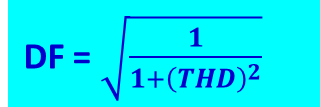 DF = √(1/(1+(THD)2))